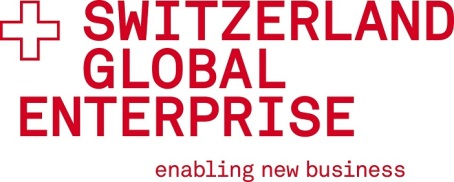 SWITZERLAND
GLOBAL
ENTERPRISE
enabling new business